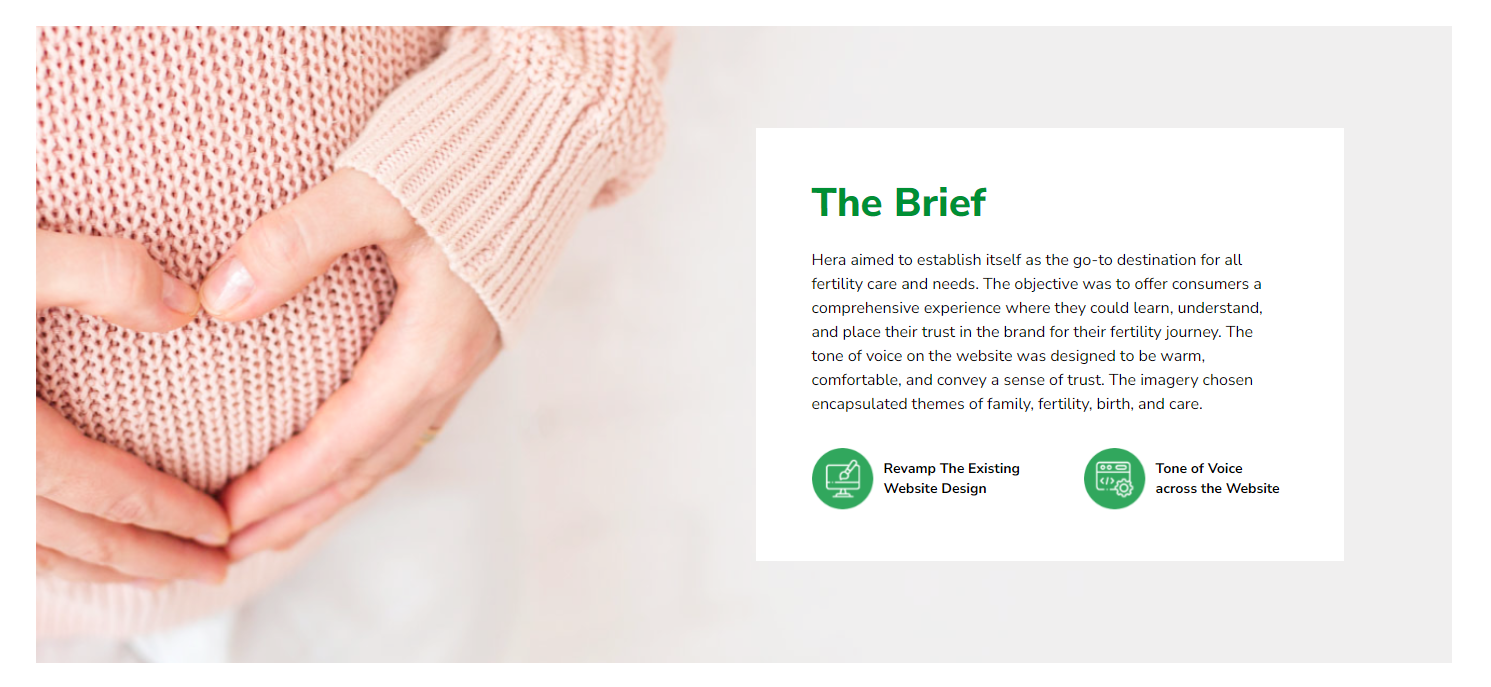 The Brief
Hera aimed to establish itself as the go-to destination for all
fertility care and needs. The objective was to offer consumers a
comprehensive experience where they could learn, understand,
and place their trust in the brand for their fertility journey. The
tone of voice on the website was designed to be warm,
comfortable, and convey a sense of trust. The imagery chosen
encapsulated themes of family, fertility, birth, and care.
Revamp The Existing
Website Design
Tone of Voice
across the Website